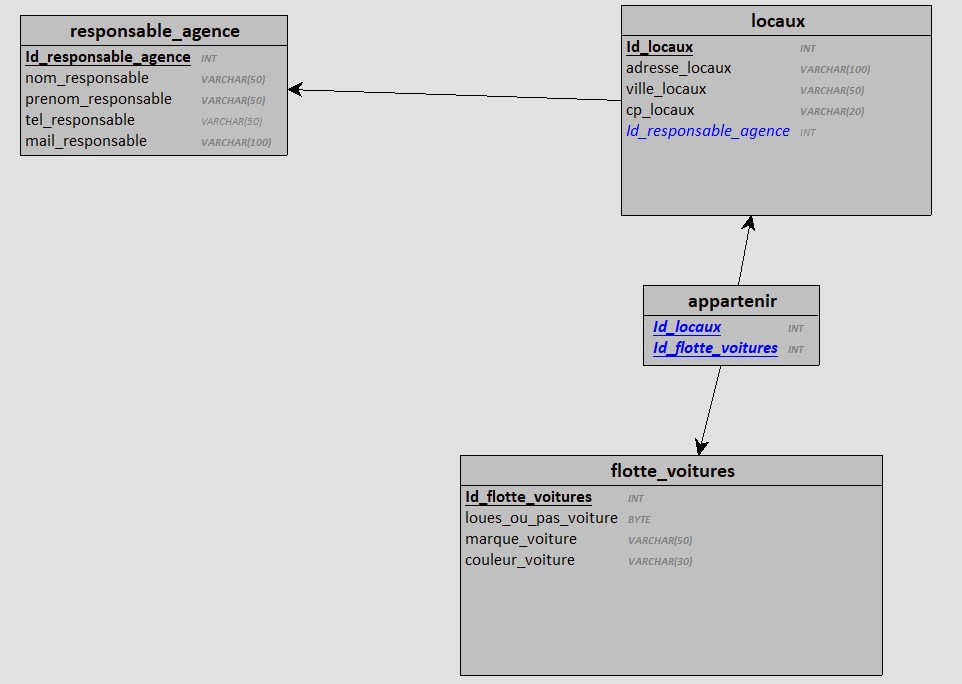 responsable_agence
Id_responsable_agence INT
nom_responsable VARCHAR(50)
prenom_responsable VARCHAR(50)
tel_responsable VARCHAR(50)
mail_responsable VARCHAR(100)
locaux
Id_locaux INT
adresse_locaux VARCHAR(100)
ville_locaux VARCHAR(50)
cp_locaux VARCHAR(20)
Id_responsable_agence INT
appartenir
Id_locaux INT
Id_flotte_voitures INT
flotte_voitures
Id_flotte_voitures INT
loues_ou_pas_voiture BYTE
marque_voiture VARCHAR(50)
couleur_voiture VARCHAR(30)